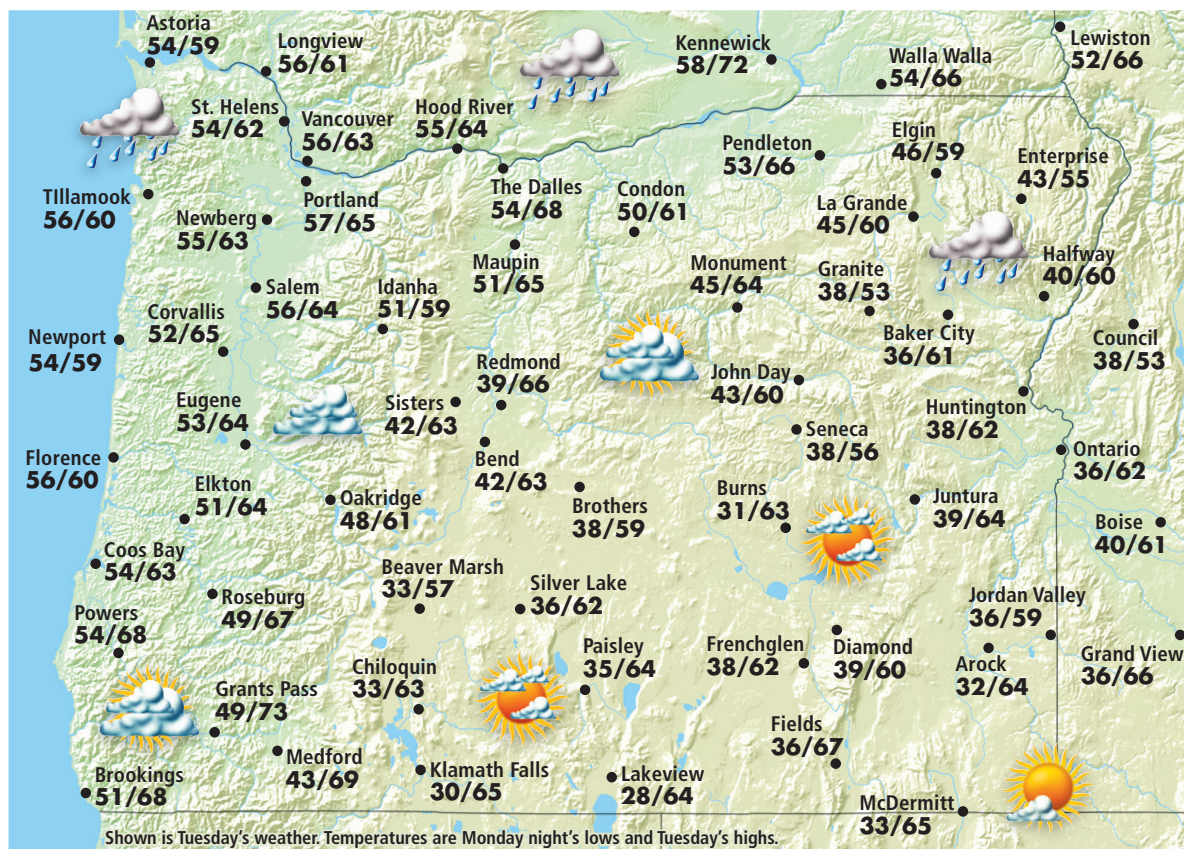 Astoria
54/59
Longview
56/61
Kennewick
58/72
Walla Walla
54/66
Lewiston
52/66
St. Helens
54/62
Vancouver
56/63
Hood River
55/64
Pendleton
53/66
Elgin
46/59
Enterprise
43/55
TIllamook
56/60
Newberg
55/63
Portland
57/65
The Dalles
54/68
Condon
50/61
La Grande
45/60
Maupin
51/65
Monument
45/64
Granite
38/53
Halfway
40/60
Salem
56/64
Idanha
51/59
Corvallis
52/65
Newport
54/59
Baker City
36/61
Council
38/53
Redmond
39/66
John Day
43/60
Eugene
53/64
Sisters
42/63
Huntington
38/62
Seneca
38/56
Florence
56/60
Bend
42/63
Ontario
36/62
Elkton
51/64
Oakridge
48/61
Brothers
38/59
Burns
31/63
Juntura
39/64
Boise
40/61
Coos Bay
54/63
Beaver Marsh
33/57
Silver Lake
36/62
Roseburg
49/67
Jordan Valley
36/59
Powers
54/68
Paisley
35/64
Frenchglen
38/62
Diamond
39/60
Arock
32/64
Grand View
36/66
Chiloquin
33/63
Grants Pass
49/73
Fields
36/67
Medford
43/69
Klamath Falls
30/65
Lakeview
28/64
Brookings
51/68
McDermitt
33/65
Shown is Tuesday's weather. Temperatures are Monday night's lows and Tuesday's highs.